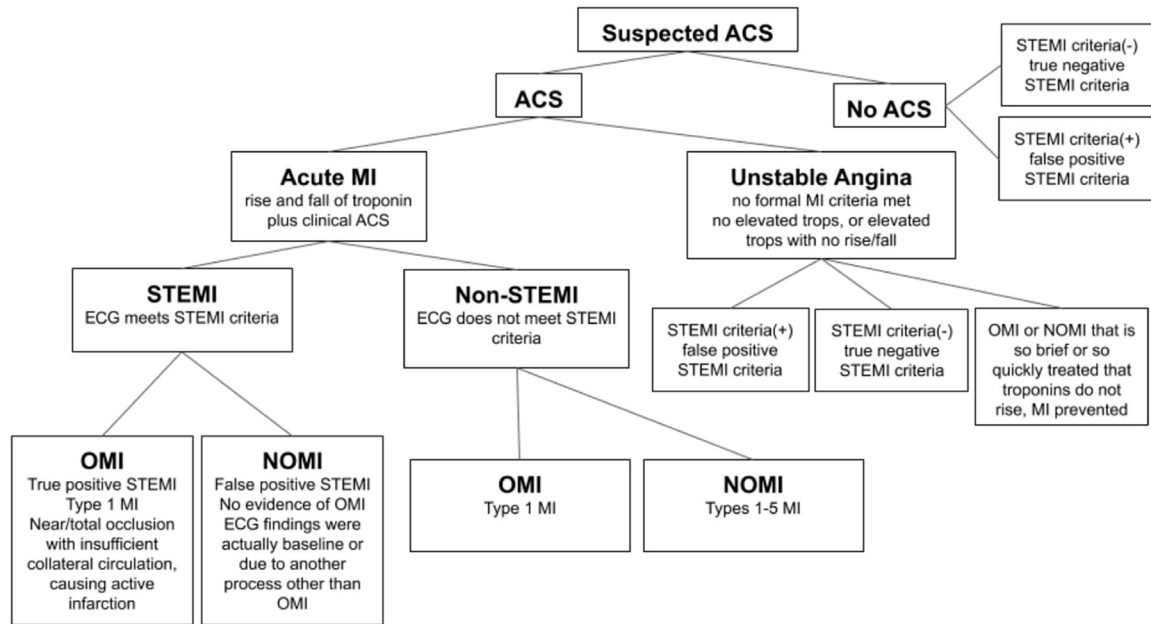 Suspected ACS
ACS
No ACS
STEMI criteria(-)
true negative
STEMI criteria
STEMI criteria(+)
false positive
STEMI criteria
Acute MI
rise and fall of troponin
plus clinical ACS
Unstable Angina
no formal MI criteria met
no elevated trops, or elevated
trops with no rise/fall
STEMI
ECG meets STEMI criteria
Non-STEMI
ECG does not meet STEMI
criteria
STEMI criteria(+)
false positive
STEMI criteria
STEMI criteria(-)
true negative
STEMI criteria
OMI or NOMI that is
so brief or so
quickly treated that
troponins do not
rise, MI prevented
OMI
True positive STEMI
Type 1 MI
Near/total occlusion
with insufficient
collateral circulation,
causing active
infarction
NOMI
False positive STEMI
No evidence of OMI
ECG findings were
actually baseline or
due to another
process other than
OMI
OMI
Type 1 MI
NOMI
Types 1-5 MI